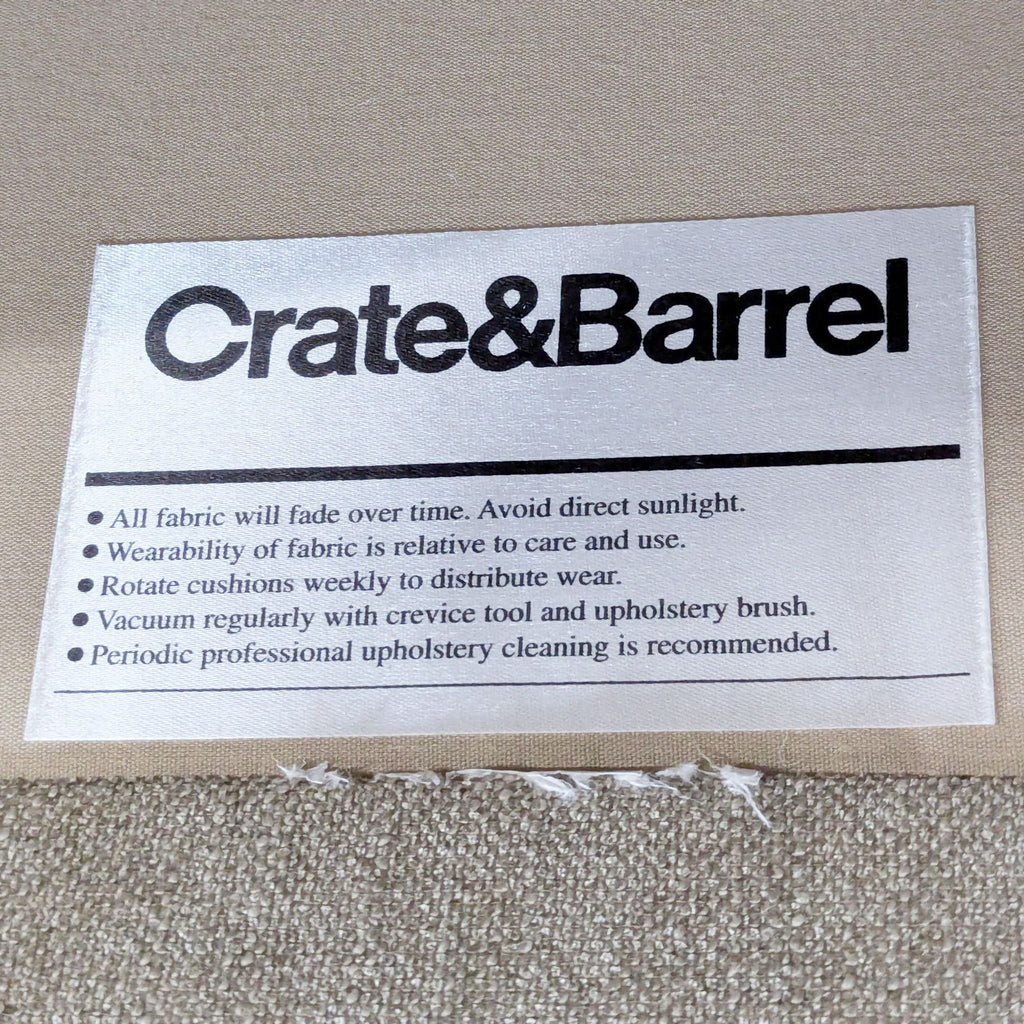 Crate&Barrel
● All fabric will fade over time. Avoid direct sunlight.
● Wearability of fabric is relative to care and use.
● Rotate cushions weekly to distribute wear.
● Vacuum regularly with crevice tool and upholstery brush.
● Periodic professional upholstery cleaning is recommended.